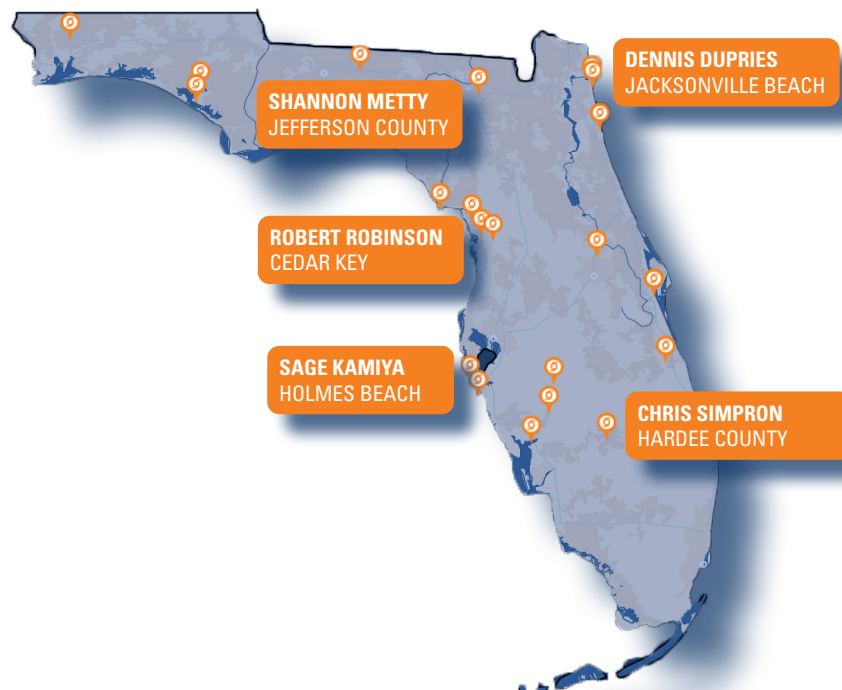 DENNIS DUPRIES
JACKSONVILLE BEACH
SHANNON METTY
JEFFERSON COUNTY
ROBERT ROBINSON
CEDAR KEY
SAGE KAMIYA
HOLMES BEACH
CHRIS SIMPRON
HARDEE COUNTY